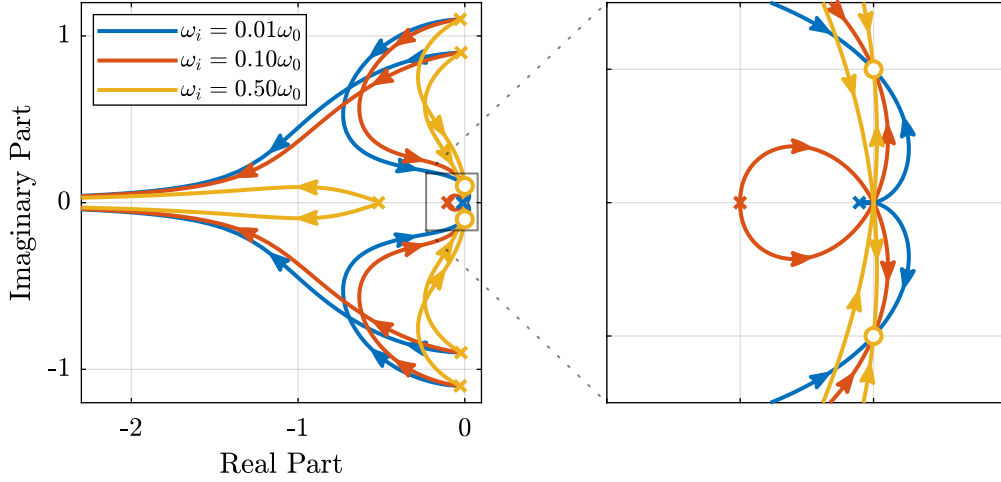 1
ωᵢ = 0.01ω₀
ωᵢ = 0.10ω₀
ωᵢ = 0.50ω₀
Imaginary Part
0
-1
-2
-1
0
Real Part